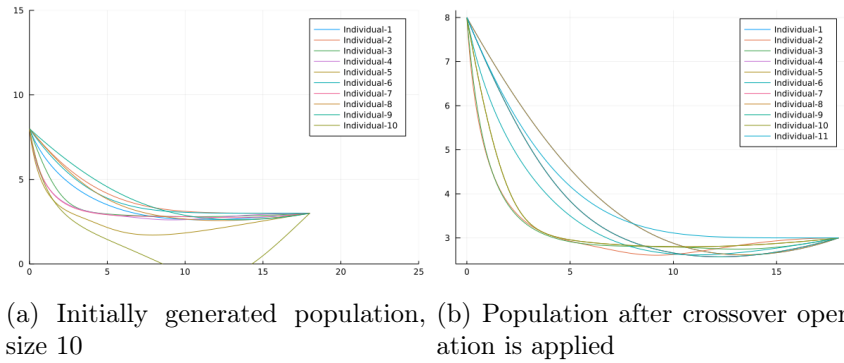 15
10
5
0
0
5
10
15
20
25
Individual-1
Individual-2
Individual-3
Individual-4
Individual-5
Individual-6
Individual-7
Individual-8
Individual-9
Individual-10
(a) Initially generated population,
size 10
8
7
6
5
4
3
0
5
10
15
Individual-1
Individual-2
Individual-3
Individual-4
Individual-5
Individual-6
Individual-7
Individual-8
Individual-9
Individual-10
Individual-11
(b) Population after crossover oper
ation is applied